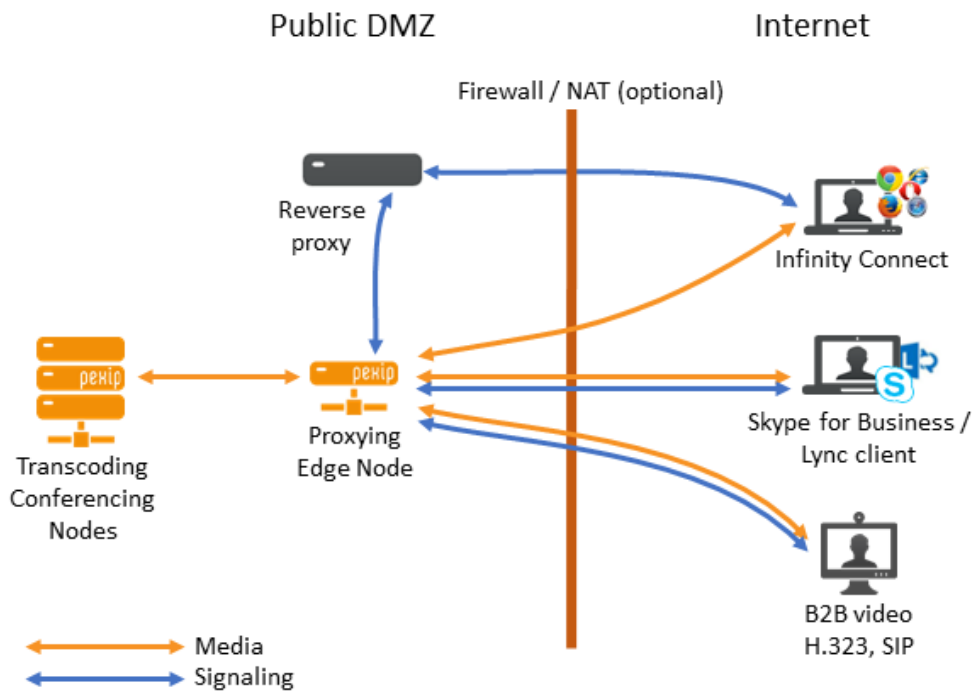 Public DMZ
Internet
Firewall / NAT (optional)
Reverse
proxy
Infinity Connect
pexip
pexip
Transcoding
Conferencing
Nodes
Proxying
Edge Node
L
S
Skype for Business /
Lync client
B2B video
H.323, SIP
Media
Signaling